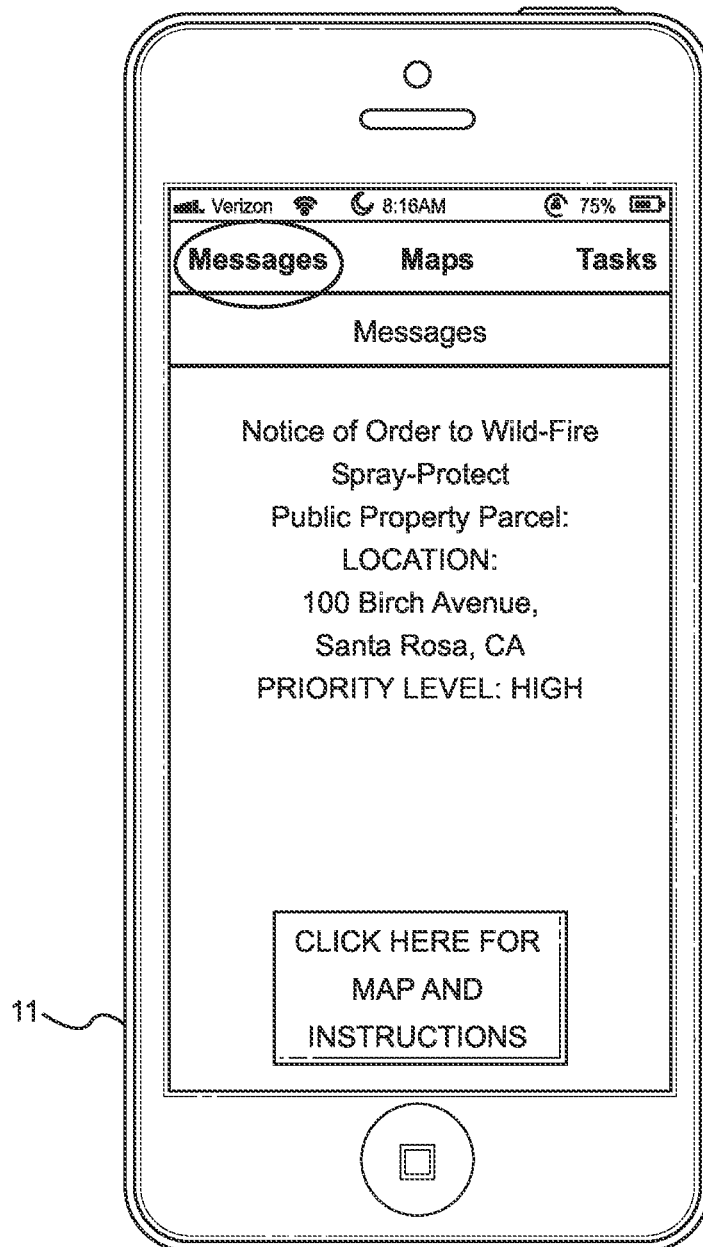 Verizon 8:16AM 75%
Messages Maps Tasks
Messages
Notice of Order to Wild-Fire
Spray-Protect
Public Property Parcel:
LOCATION:
100 Birch Avenue,
Santa Rosa, CA
PRIORITY LEVEL: HIGH
CLICK HERE FOR
MAP AND
INSTRUCTIONS
11